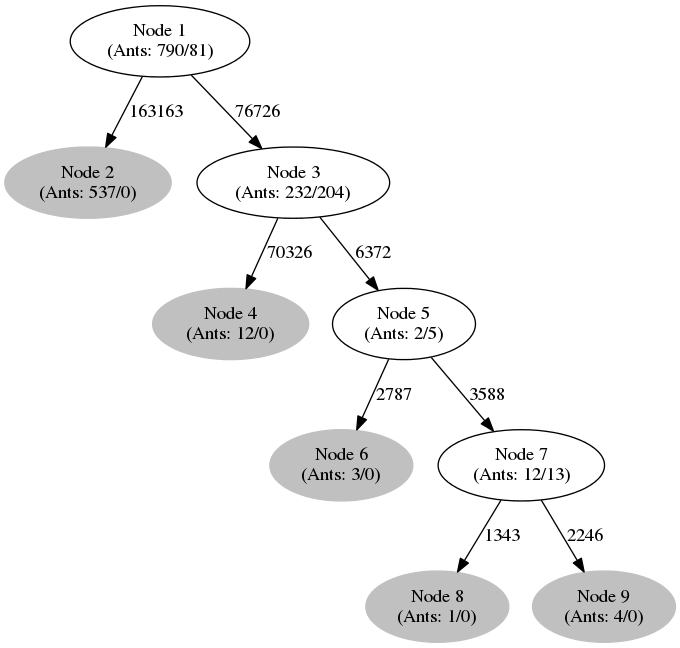 Node 1
(Ants: 790/81)
163163
76726
Node 2
(Ants: 537/0)
Node 3
(Ants: 232/204)
70326
6372
Node 4
(Ants: 12/0)
Node 5
(Ants: 2/5)
2787
3588
Node 6
(Ants: 3/0)
Node 7
(Ants: 12/13)
1343
2246
Node 8
(Ants: 1/0)
Node 9
(Ants: 4/0)